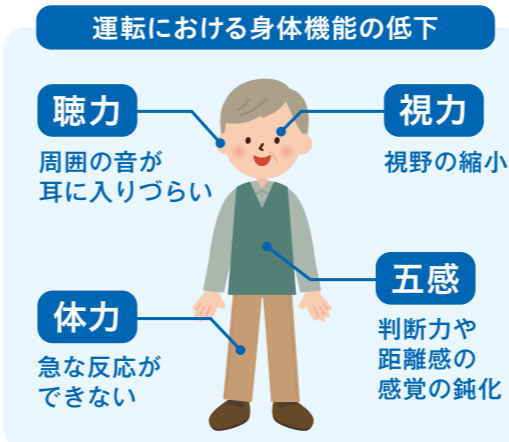 運転における身体機能の低下
聴力
周囲の音が
耳に入りづらい
視力
視野の縮小
体力
急な反応が
できない
五感
判断力や
距離感の
感覚の鈍化